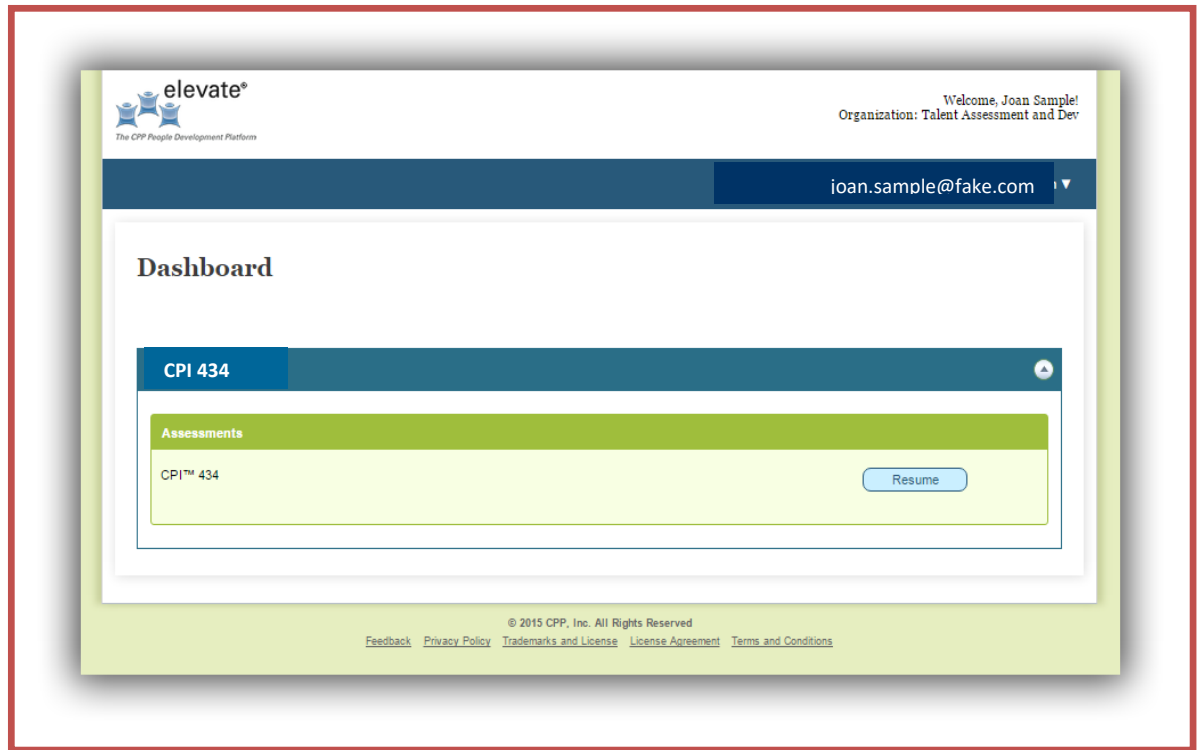 elevate®
The CPP People Development Platform
Welcome, Joan Sample!
Organization: Talent Assessment and Dev
joan.sample@fake.com ▼
Dashboard
CPI 434
Assessments
CPI™ 434
Resume
© 2015 CPP, Inc. All Rights Reserved
Feedback Privacy Policy Trademarks and License License Agreement Terms and Conditions